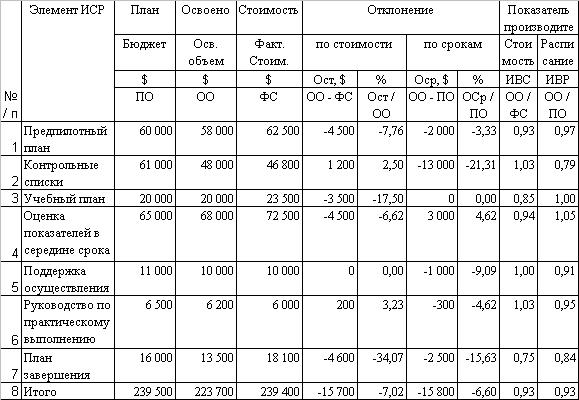 Элемент ИСР План Освоено Стоимость Отклонение Показатель производите
Бюджет Осв. объем Факт. Стоим. по стоимости по срокам Стои мость Распи сание
$ $ $ Ост, $ % Оср, $ % ИВС ИВР
№ / п ПО ОО ФС ОО - ФС Ост / ОО ОО - ПО ОСр / ПО ОО / ФС ОО / ПО
1 Предпилотный план 60 000 58 000 62 500 -4 500 -7,76 -2 000 -3,33 0,93 0,97
2 Контрольные списки 61 000 48 000 46 800 1 200 2,50 -13 000 -21,31 1,03 0,79
3 Учебный план 20 000 20 000 23 500 -3 500 -17,50 0 0,00 0,85 1,00
4 Оценка показателей в середине срока 65 000 68 000 72 500 -4 500 -6,62 3 000 4,62 0,94 1,05
5 Поддержка осуществления 11 000 10 000 10 000 0 0,00 -1 000 -9,09 1,00 0,91
6 Руководство по практическому выполнению 6 500 6 200 6 000 200 3,23 -300 -4,62 1,03 0,95
7 План завершения 16 000 13 500 18 100 -4 600 -34,07 -2 500 -15,63 0,75 0,84
8 Итого 239 500 223 700 239 400 -15 700 -7,02 -15 800 -6,60 0,93 0,93